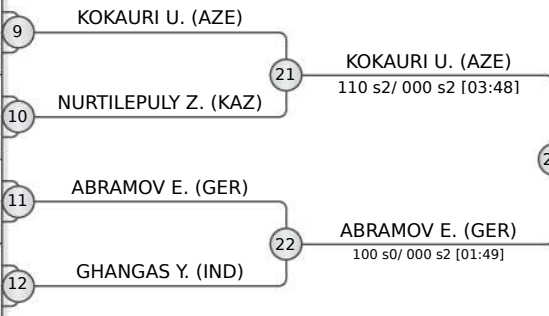 9
KOKAURI U. (AZE)
21
KOKAURI U. (AZE)
110 s2/ 000 s2 [03:48]
10
NURTILEPULY Z. (KAZ)
11
ABRAMOV E. (GER)
22
ABRAMOV E. (GER)
100 s0/ 000 s2 [01:49]
12
GHANGAS Y. (IND)